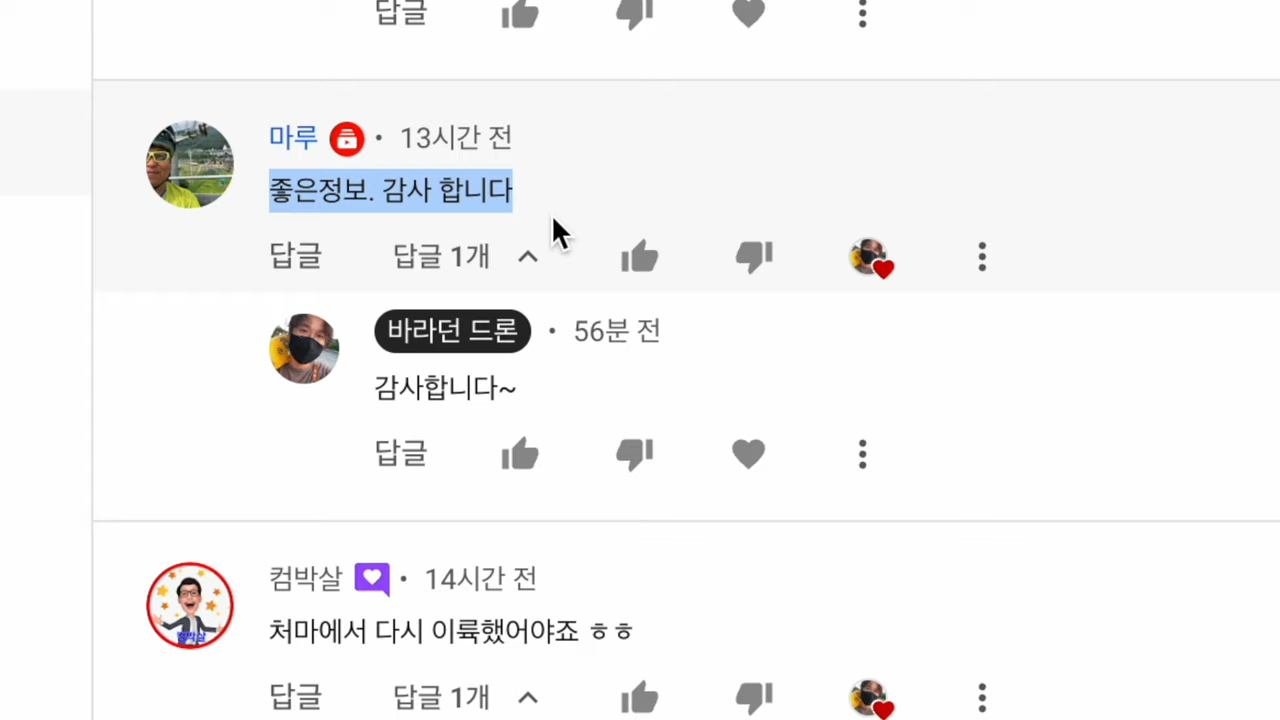 답글
마루 • 13시간 전
좋은정보. 감사 합니다
답글 답글 1개
바라던 드론 • 56분 전
감사합니다~
답글
컴박살 • 14시간 전
컴박살
처마에서 다시 이륙했어야죠 ㅎㅎ
답글 답글 1개